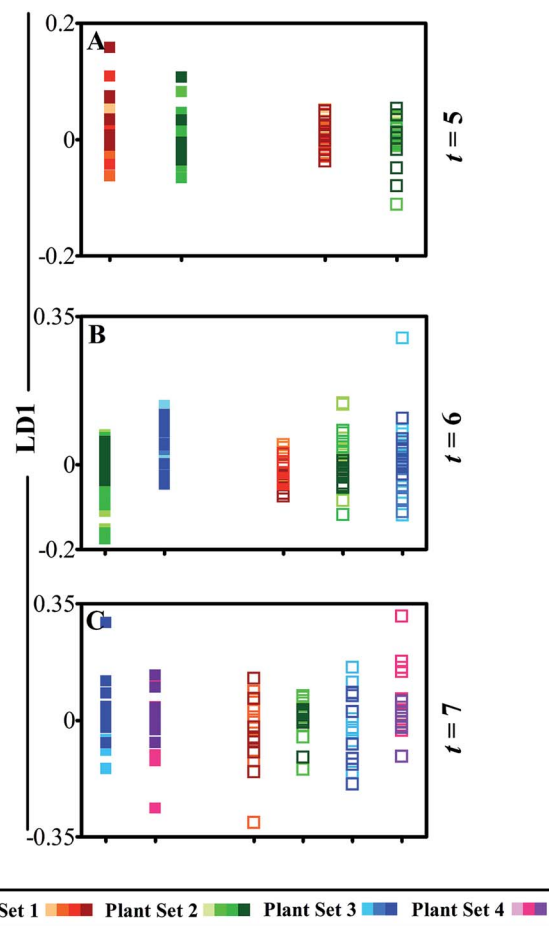 0.2
A
0
-0.2
t = 5
0.35
B
0
-0.2
t = 6
LD1
0.35
C
0
-0.35
t = 7
Set 1 Plant Set 2 Plant Set 3 Plant Set 4